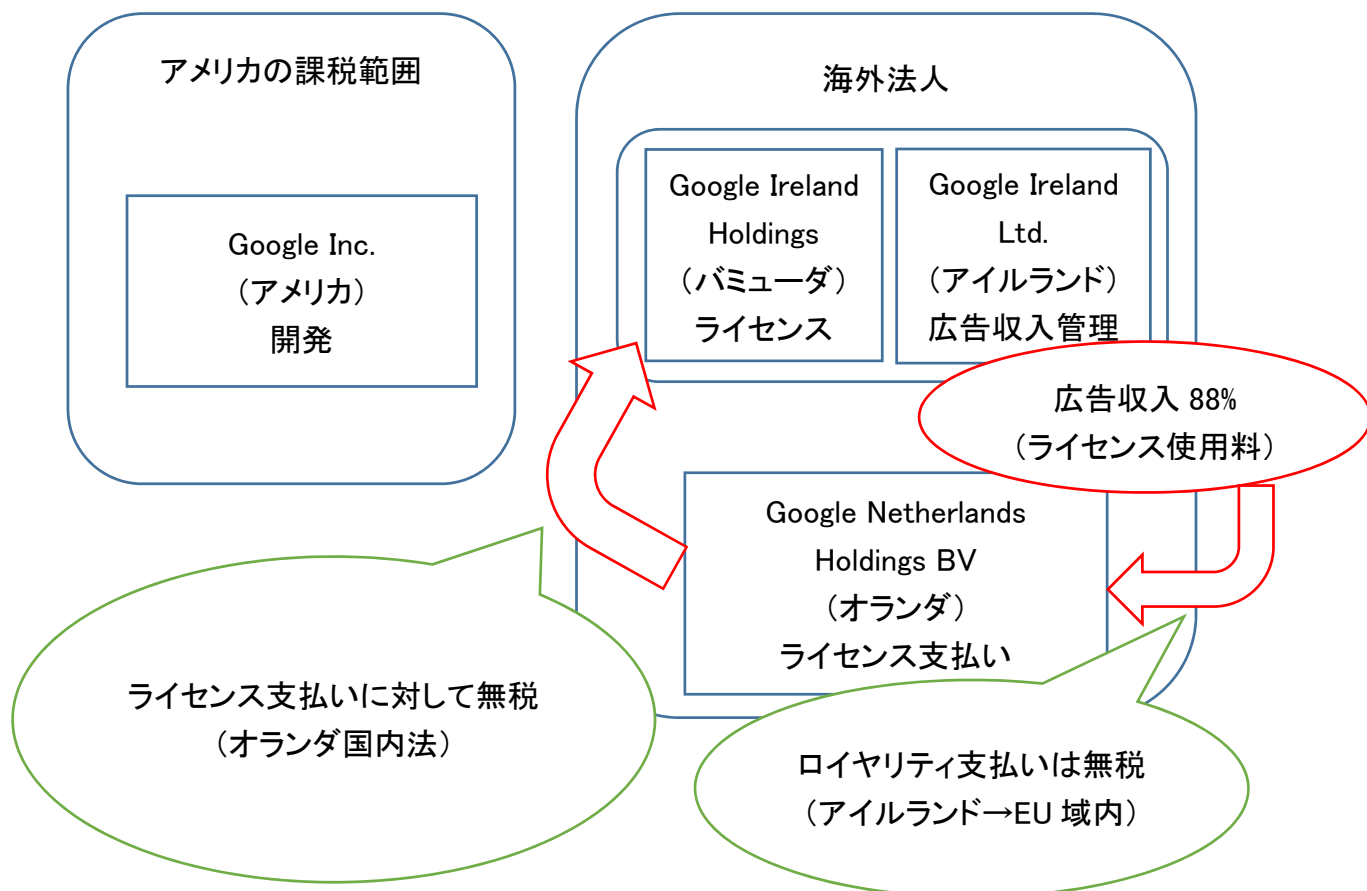 アメリカの課税範囲
Google Inc.
（アメリカ）
開発
海外法人
Google Ireland
Holdings
（バミューダ）
ライセンス
Google Ireland
Ltd.
（アイルランド）
広告収入管理
広告収入 88%
（ライセンス使用料）
Google Netherlands
Holdings BV
（オランダ）
ライセンス支払い
ライセンス支払いに対して無税
（オランダ国内法）
ロイヤリティ支払いは無税
（アイルランド→EU 域内）